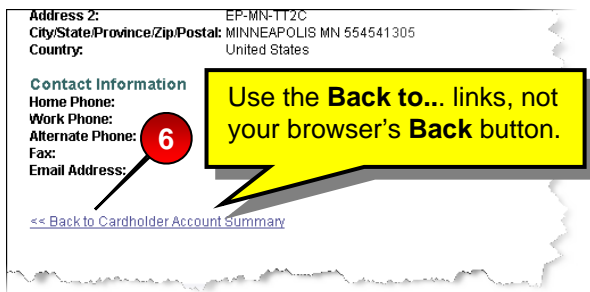 Address 2: EP-MN-TT2C
City/State/Province/Zip/Postal: MINNEAPOLIS MN 554541305
Country: United States
Contact Information
Home Phone:
Work Phone:
Alternate Phone:
Fax:
Email Address:
6
Use the Back to... links, not
your browser's Back button.
<< Back to Cardholder Account Summary